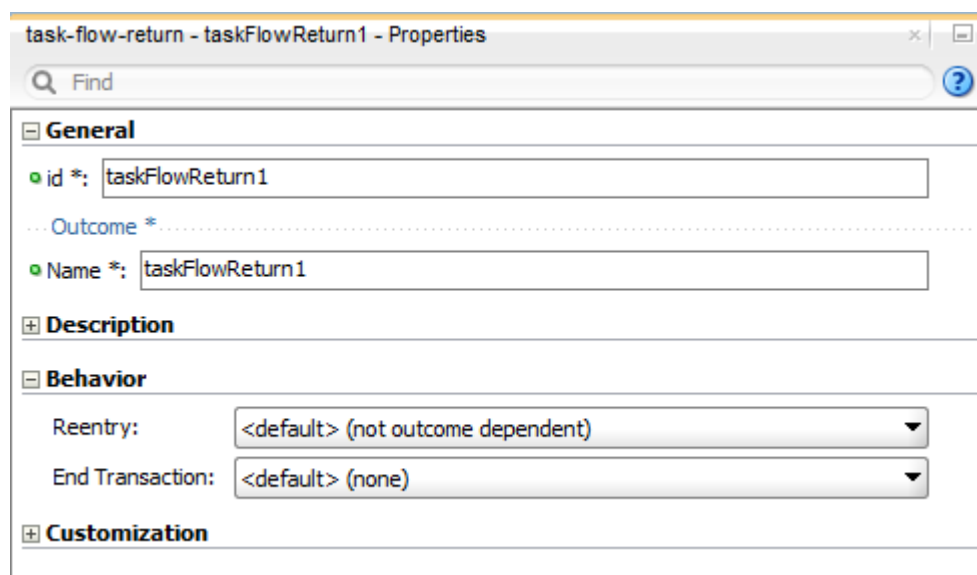 task-flow-return - taskFlowReturn1 - Properties
Find
General
id *: taskFlowReturn1
Outcome *
Name *: taskFlowReturn1
Description
Behavior
Reentry: <default> (not outcome dependent)
End Transaction: <default> (none)
Customization